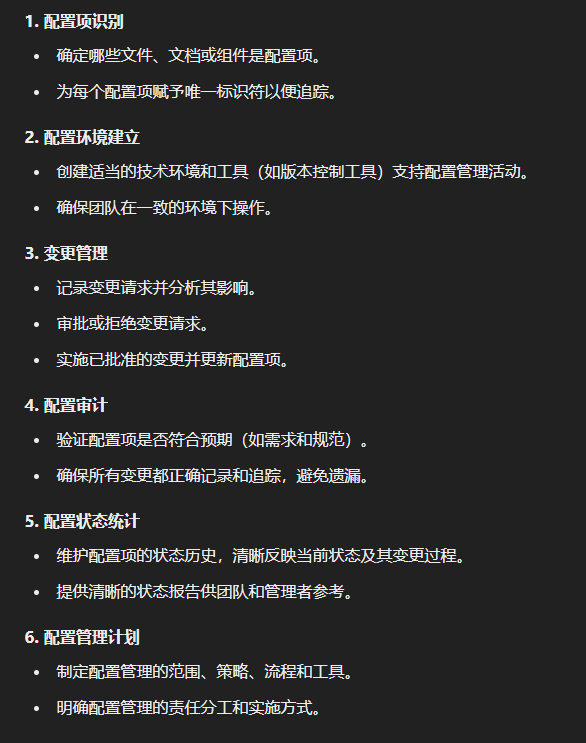 1. 配置项识别
• 确定哪些文件、文档或组件是配置项。
• 为每个配置项赋予唯一标识符以便追踪。
2. 配置环境建立
• 创建适当的技术环境和工具（如版本控制工具）支持配置管理活动。
• 确保团队在一致的环境下操作。
3. 变更管理
• 记录变更请求并分析其影响。
• 审批或拒绝变更请求。
• 实施已批准的变更并更新配置项。
4. 配置审计
• 验证配置项是否符合预期（如需求和规范）。
• 确保所有变更都正确记录和追踪，避免遗漏。
5. 配置状态统计
• 维护配置项的状态历史，清晰反映当前状态及其变更过程。
• 提供清晰的状态报告供团队和管理者参考。
6. 配置管理计划
• 制定配置管理的范围、策略、流程和工具。
• 明确配置管理的责任分工和实施方式。